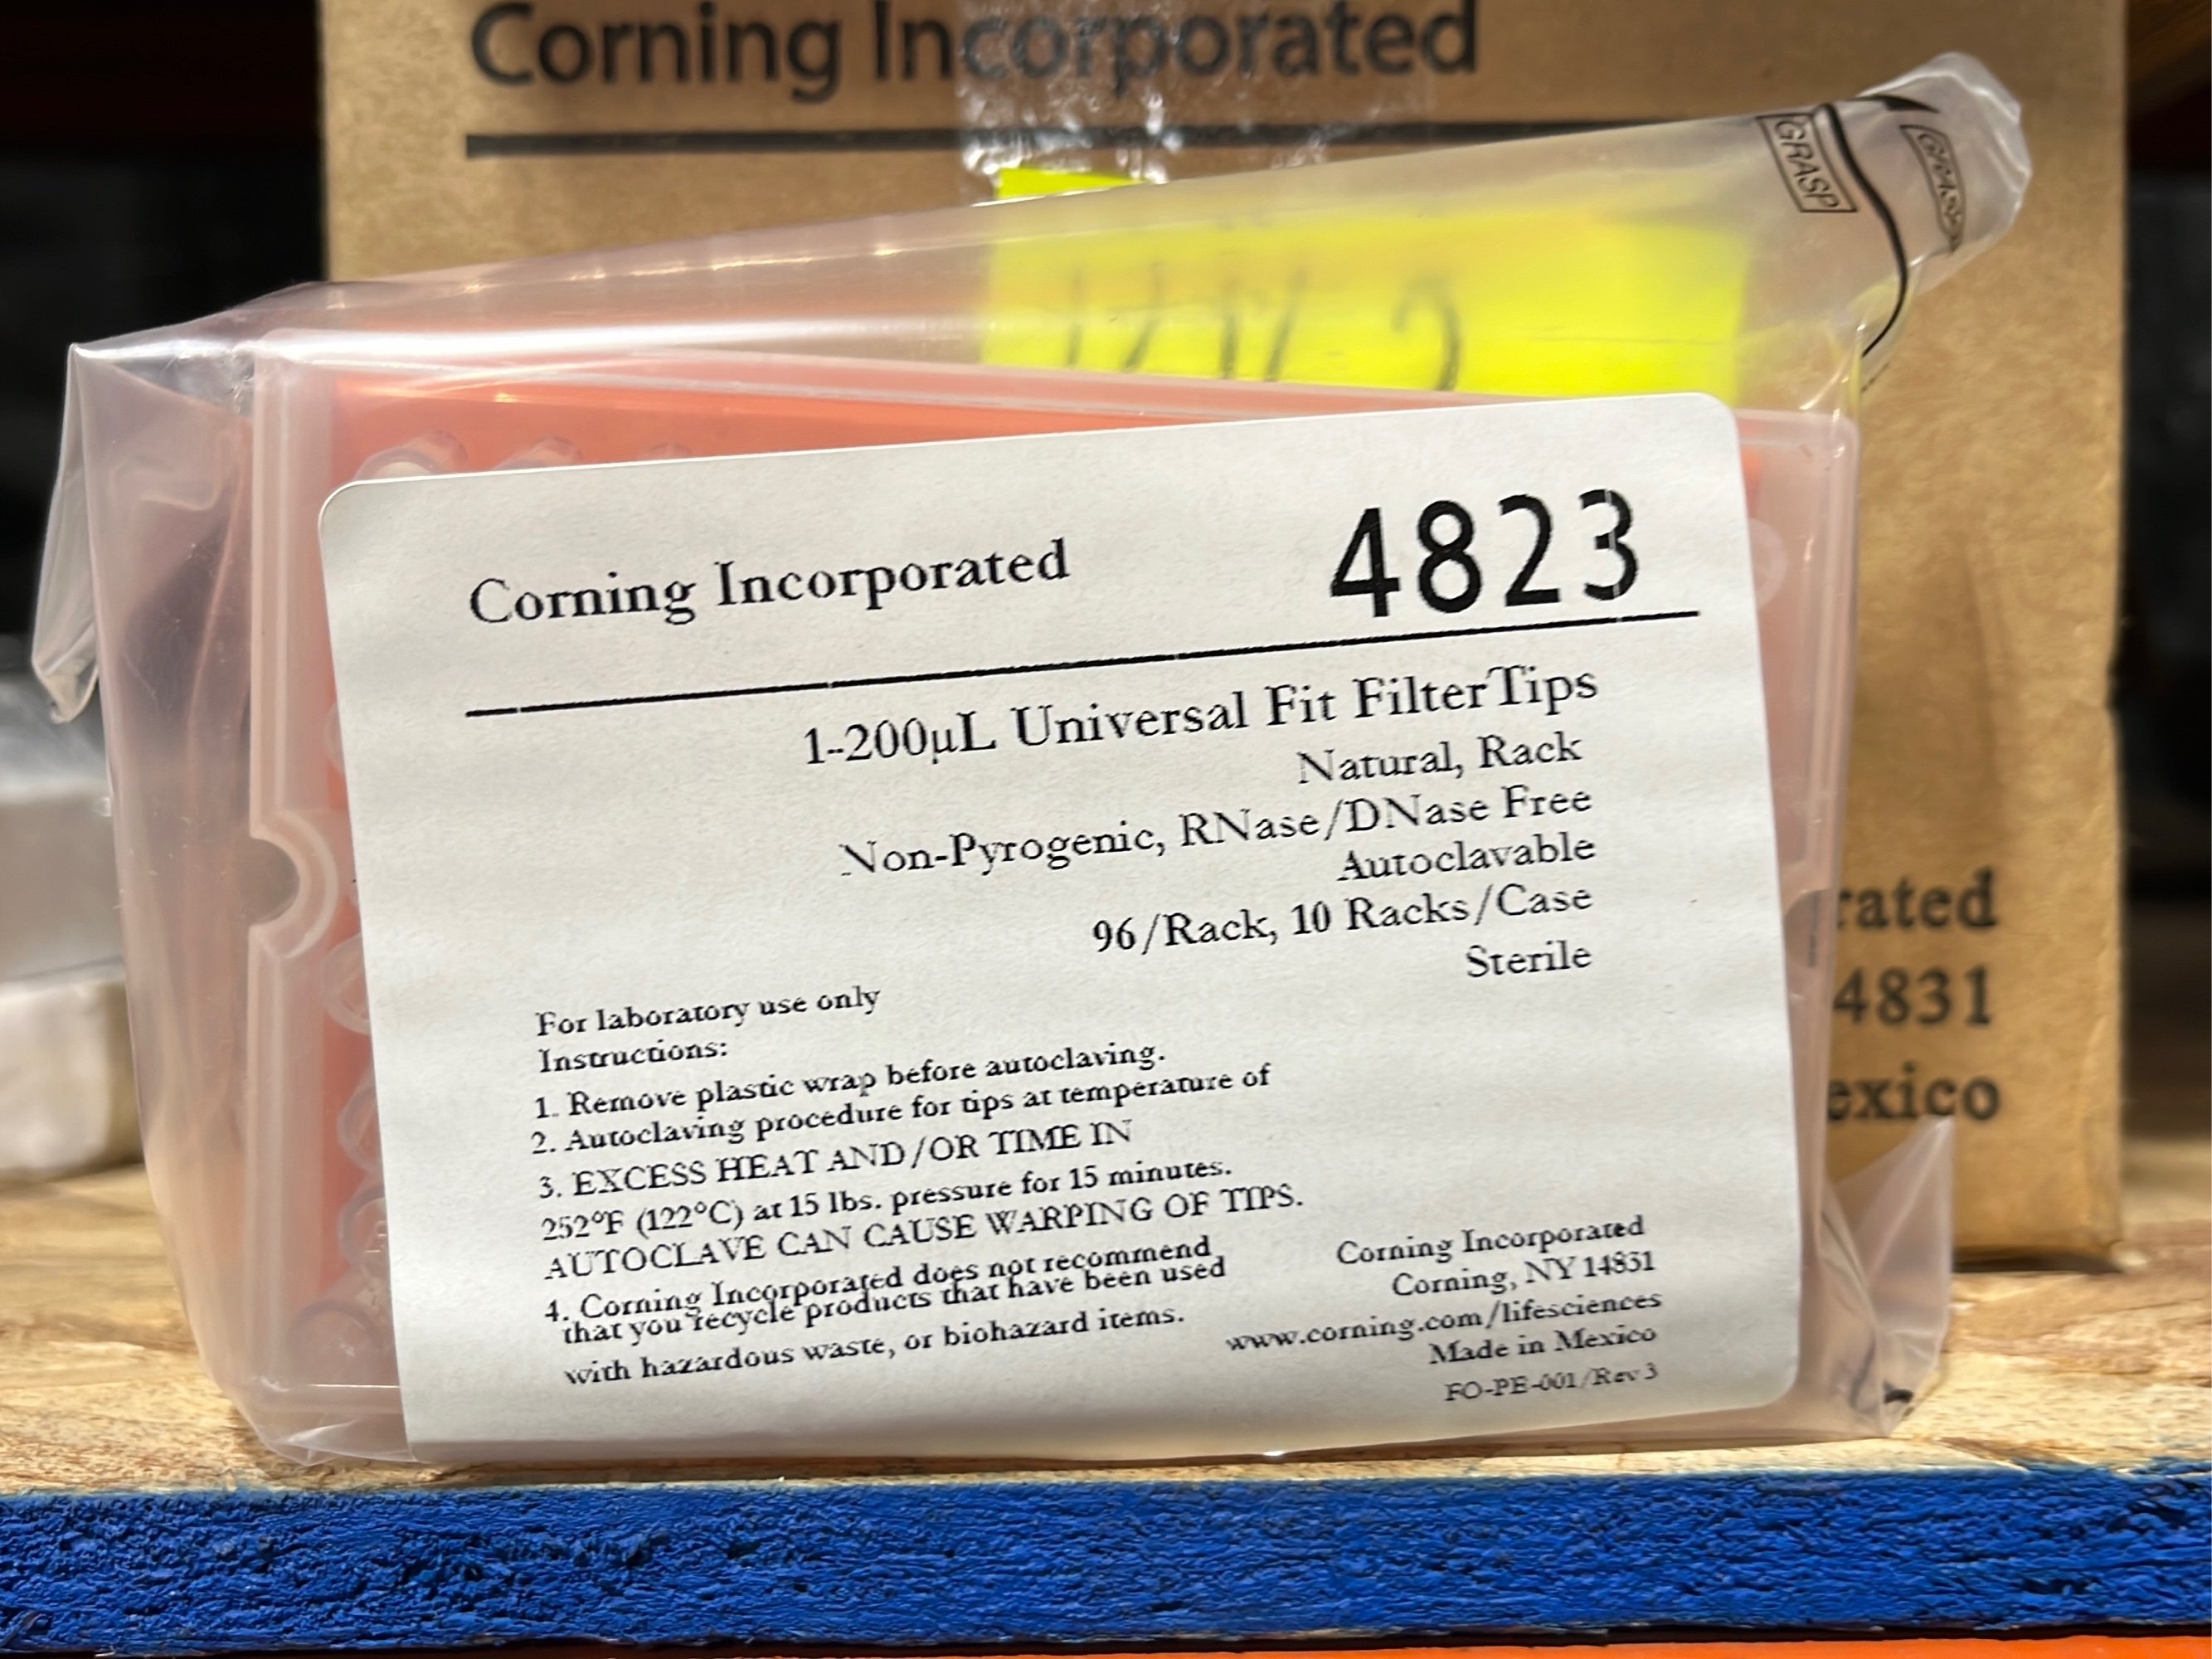 Corning Incorporated
GRASP
GRASP
Corning Incorporated
4823
1-200µL Universal Fit FilterTips
Natural, Rack
Non-Pyrogenic, RNase/DNase Free
Autoclavable
96/Rack, 10 Racks/Case
Sterile
For laboratory use only
Instructions:
1. Remove plastic wrap before autoclaving.
2. Autoclaving procedure for tips at temperature of
3. EXCESS HEAT AND/OR TIME IN
252°F (122°C) at 15 lbs. pressure for 15 minutes.
AUTOCLAVE CAN CAUSE WARPING OF TIPS.
4. Corning Incorporated does not recommend
that you recycle products that have been used
with hazardous waste, or biohazard items.
Corning Incorporated
Corning, NY 14831
www.corning.com/lifesciences
Made in Mexico
FO-PE-001/Rev 3
rated
4831
exico